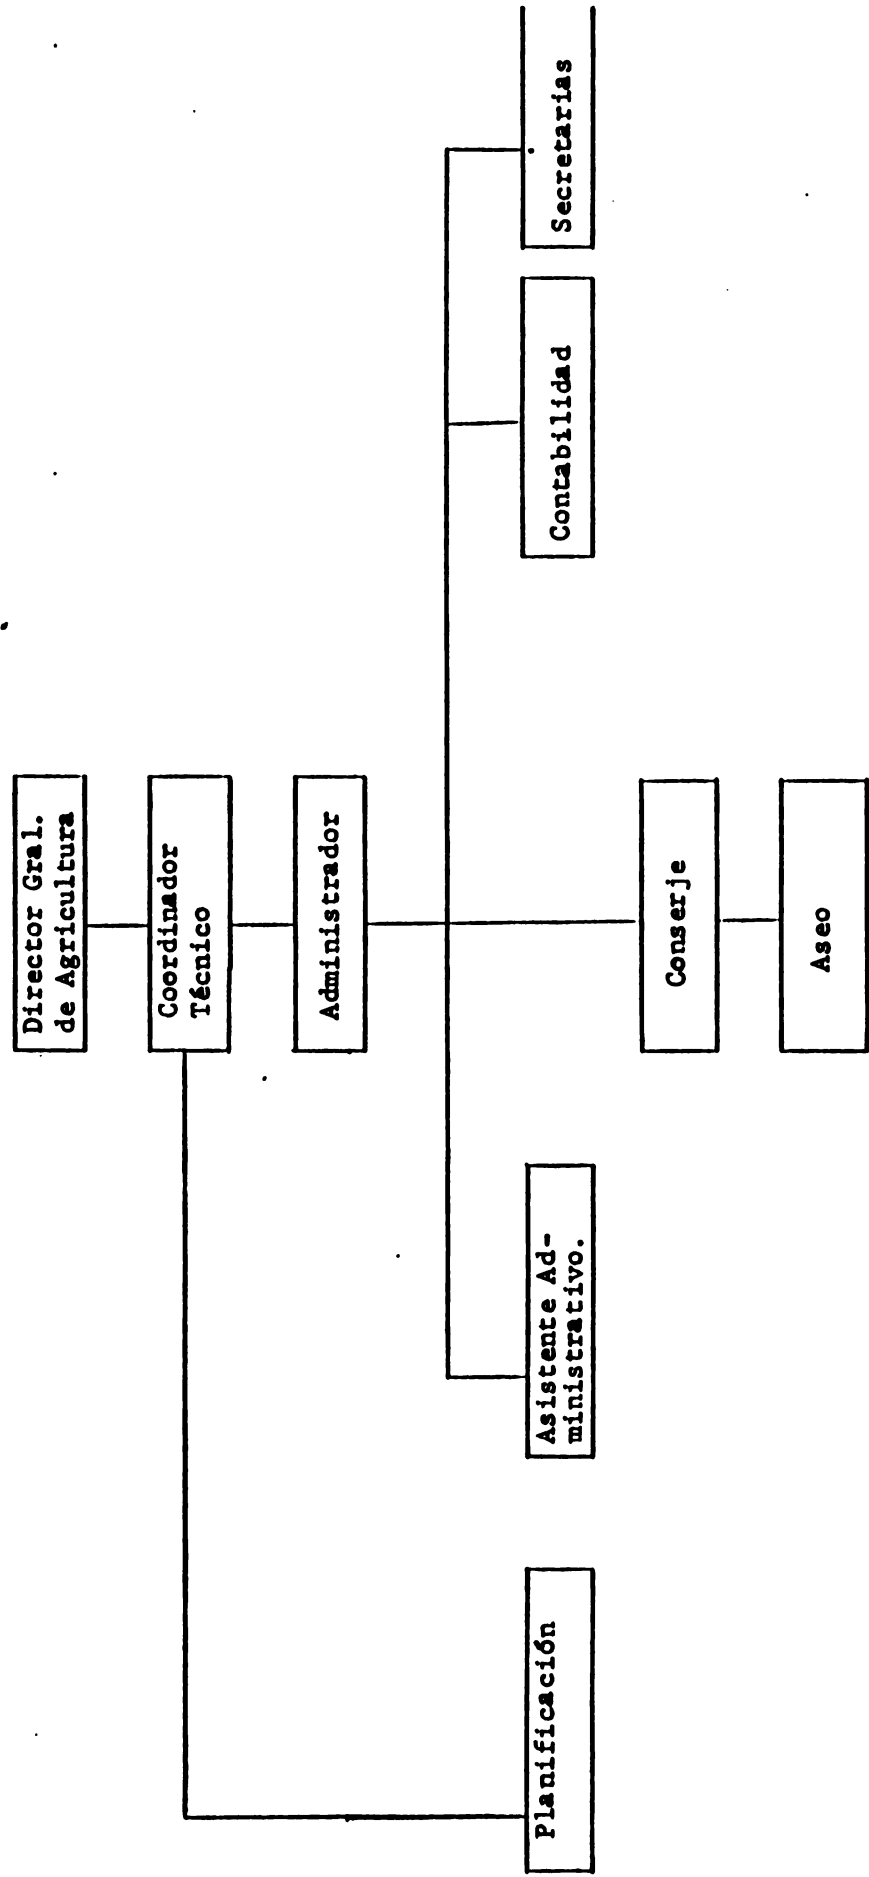 Director Gral.
de Agricultura
Coordinador
Técnico
Administrador
Planificación
Asistente Ad-
ministrativo.
Contabilidad
Secretarias
Conserje
Aseo